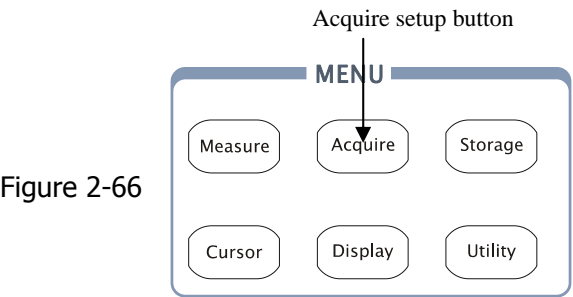 Acquire setup button
MENU
Measure Acquire Storage
Figure 2-66
Cursor Display Utility